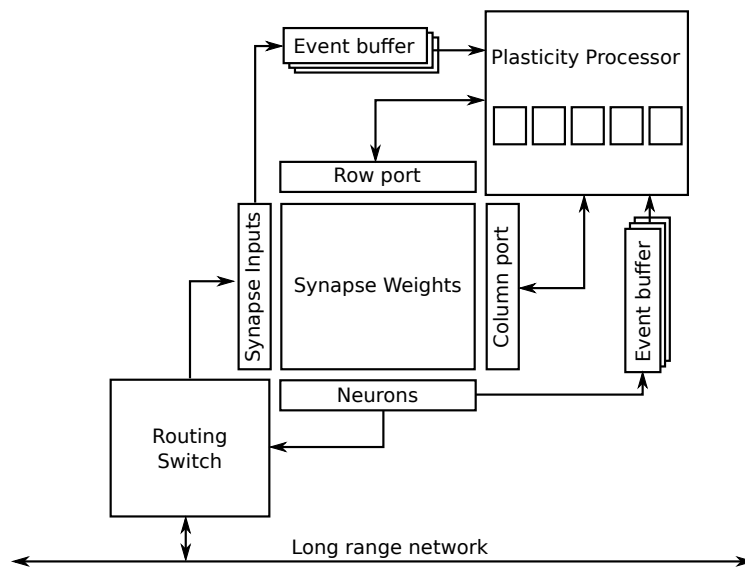 Event buffer
Plasticity Processor
Row port
Synapse Inputs
Synapse Weights
Column port
Event buffer
Neurons
Routing
Switch
Long range network